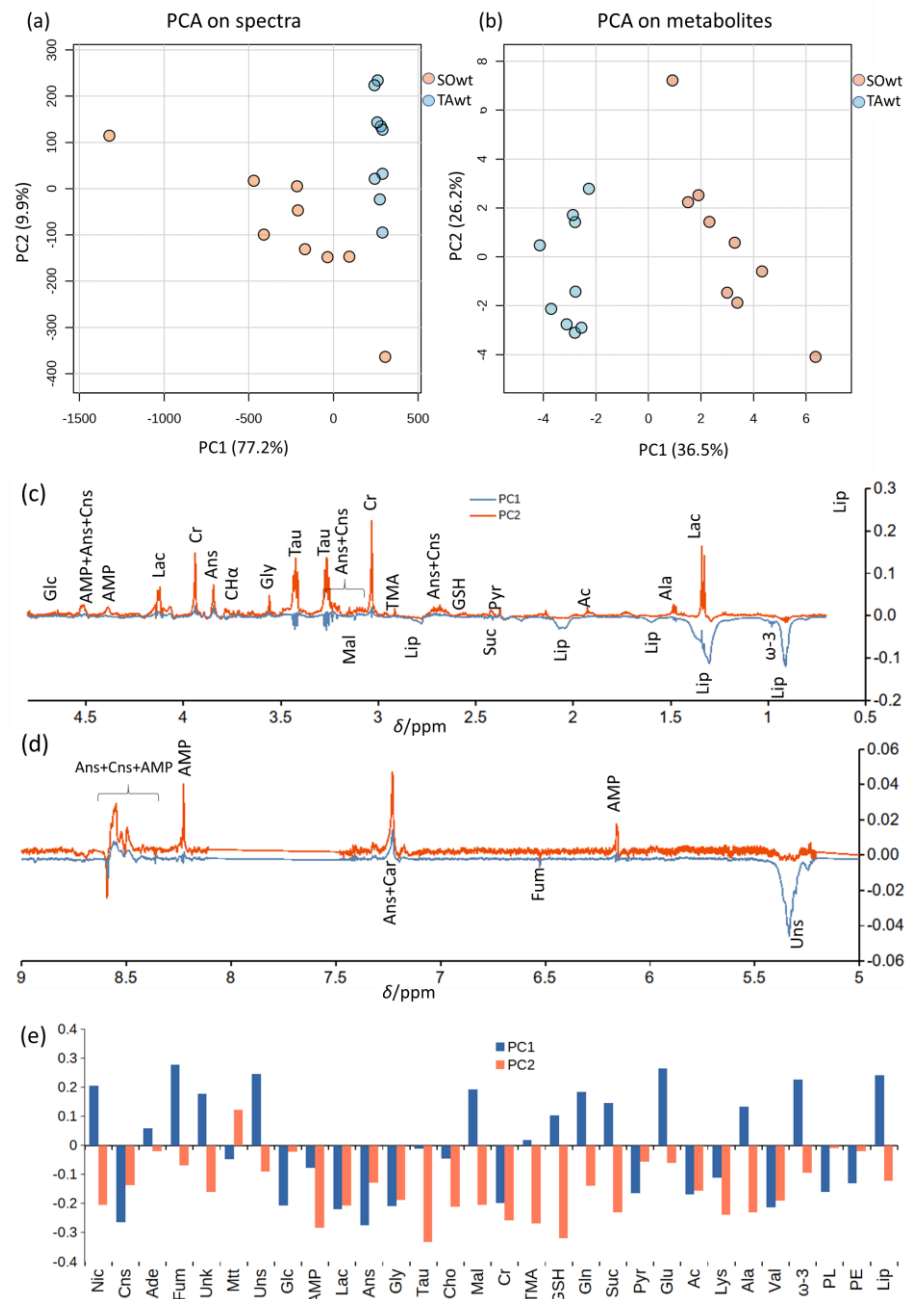 (a) PCA on spectra
SOwt
TAwt
PC2 (9.9%)
300
200
100
0
-100
-200
-300
-400
-1500 -1000 -500 0 500
PC1 (77.2%)
(b) PCA on metabolites
SOwt
TAwt
PC2 (26.2%)
8
6
4
2
0
-2
-4
-4 -2 0 2 4 6
PC1 (36.5%)
(c)
PC1
PC2
Glc
AMP+Ans+Cns
AMP
Lac
Cr
Ans
CHα
Gly
Tau
Tau
Ans+Cns
Mal
Cr
TMA
Lip
Ans+Cns
GSH
Suc
Pyr
Lip
Ac
Lip
Ala
Lac
Lip
ω-3
Lip
Lip
0.3
0.2
0.1
0.0
-0.1
-0.2
4.5 4 3.5 3 2.5 2 1.5 1 0.5
δ/ppm
(d)
Ans+Cns+AMP
AMP
Ans+Car
Fum
AMP
Uns
0.06
0.04
0.02
0.00
-0.02
-0.04
-0.06
9 8.5 8 7.5 7 6.5 6 5.5 5
δ/ppm
(e)
PC1
PC2
0.4
0.3
0.2
0.1
0
-0.1
-0.2
-0.3
-0.4
Nic Cns Ade Fum Unk Mtt Uns Glc AMP Lac Ans Gly Tau Cho Mal Cr TMA GSH Gln Suc Pyr Glu Ac Lys Ala Val ω-3 PL PE Lip